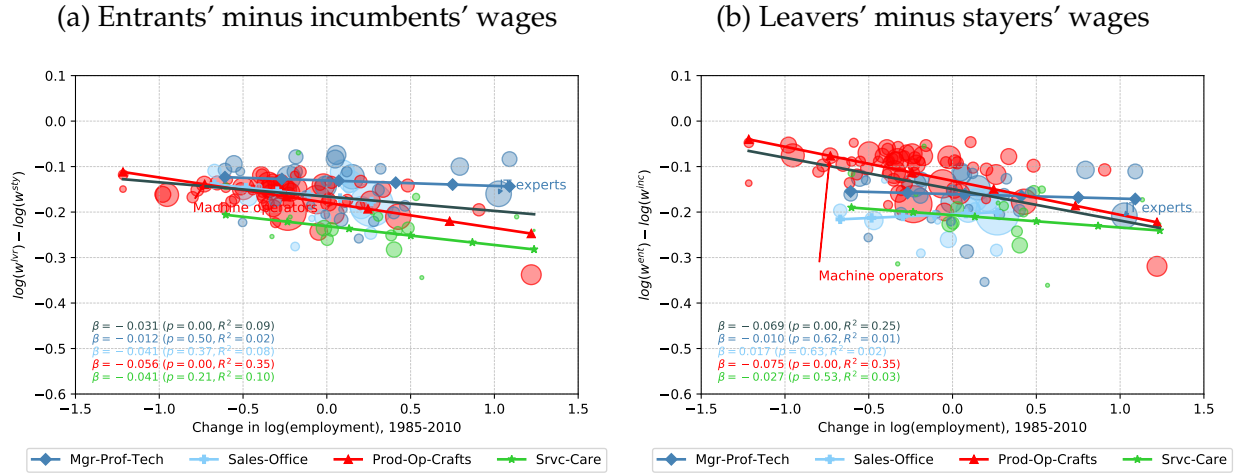 (a) Entrants' minus incumbents' wages
0.1
0.0
−0.1
−0.2
−0.3
−0.4
−0.5
−0.6
log(w^lvr) − log(w^sty)
Machine operators
experts
β = − 0.031 (p = 0.00, R² = 0.09)
β = − 0.012 (p = 0.50, R² = 0.02)
β = − 0.041 (p = 0.37, R² = 0.08)
β = − 0.056 (p = 0.00, R² = 0.35)
β = − 0.041 (p = 0.21, R² = 0.10)
−1.5 −1.0 −0.5 0.0 0.5 1.0 1.5
Change in log(employment), 1985-2010
Mgr-Prof-Tech Sales-Office Prod-Op-Crafts Srvc-Care
(b) Leavers' minus stayers' wages
0.1
0.0
−0.1
−0.2
−0.3
−0.4
−0.5
−0.6
log(w^ent) − log(w^inc)
experts
Machine operators
β = − 0.069 (p = 0.00, R² = 0.25)
β = − 0.010 (p = 0.62, R² = 0.01)
β = 0.017 (p = 0.63, R² = 0.02)
β = − 0.075 (p = 0.00, R² = 0.35)
β = − 0.027 (p = 0.53, R² = 0.03)
−1.5 −1.0 −0.5 0.0 0.5 1.0 1.5
Change in log(employment), 1985-2010
Mgr-Prof-Tech Sales-Office Prod-Op-Crafts Srvc-Care